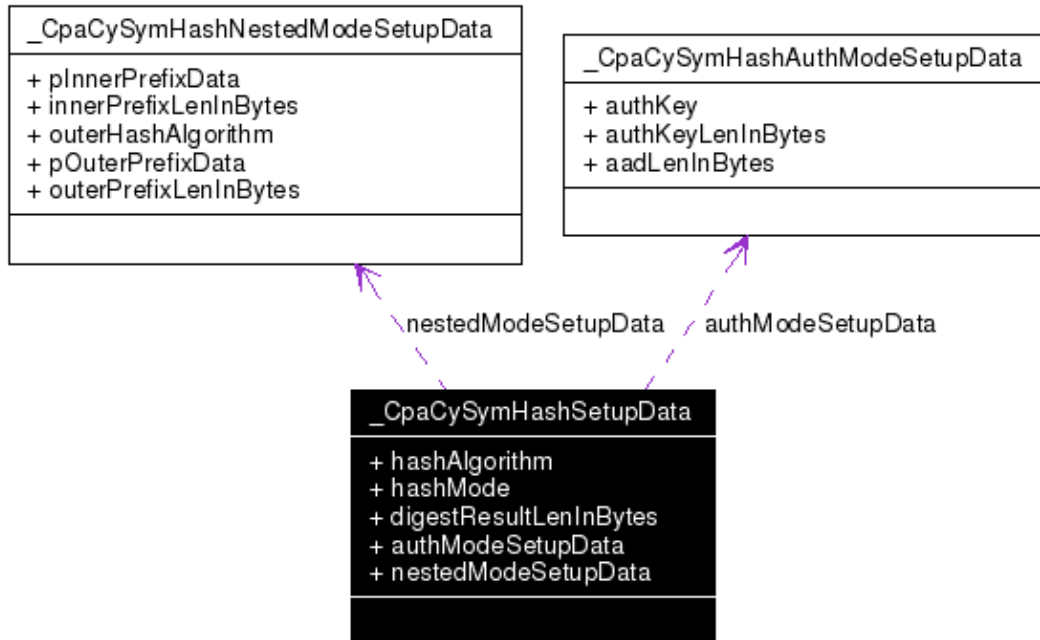 _CpaCySymHashNestedModeSetupData
+ pInnerPrefixData
+ innerPrefixLenInBytes
+ outerHashAlgorithm
+ pOuterPrefixData
+ outerPrefixLenInBytes
_CpaCySymHashAuthModeSetupData
+ authKey
+ authKeyLenInBytes
+ aadLenInBytes
nestedModeSetupData
authModeSetupData
_CpaCySymHashSetupData
+ hashAlgorithm
+ hashMode
+ digestResultLenInBytes
+ authModeSetupData
+ nestedModeSetupData